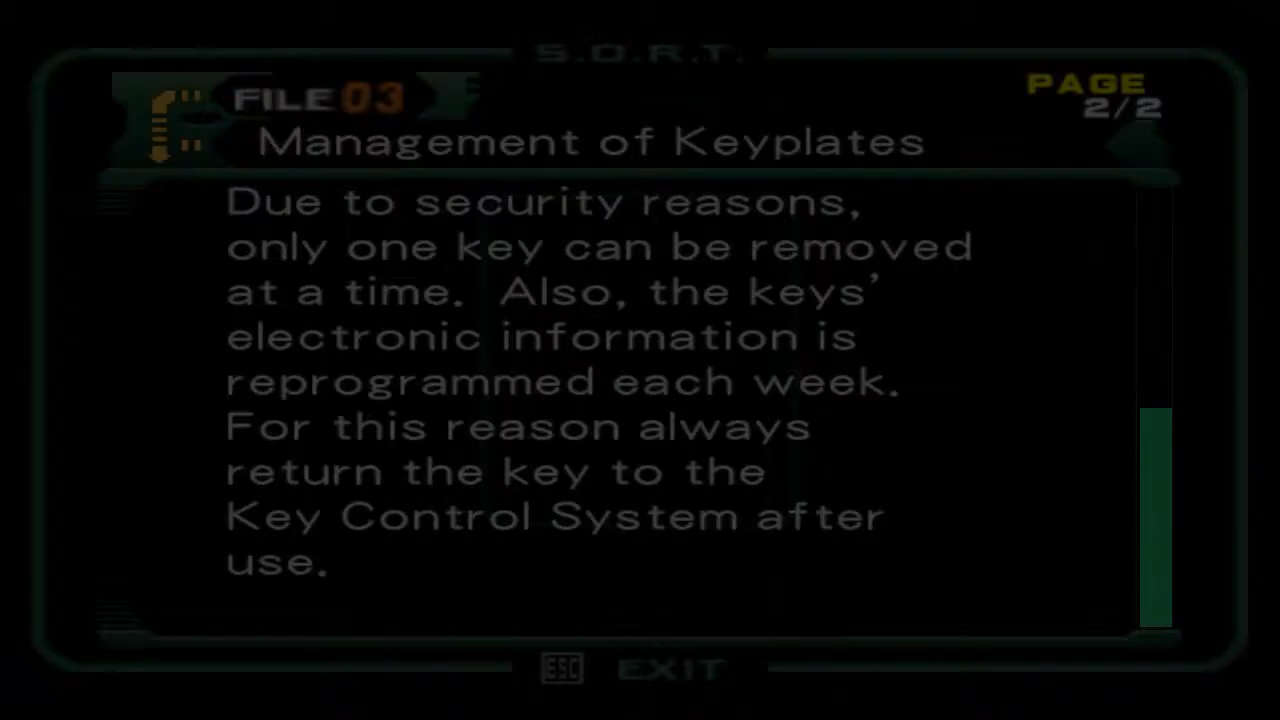 S.O.R.T.
FILE 03
PAGE
2/2
Management of Keyplates
Due to security reasons,
only one key can be removed
at a time. Also, the keys’
electronic information is
reprogrammed each week.
For this reason always
return the key to the
Key Control System after
use.
ESC EXIT